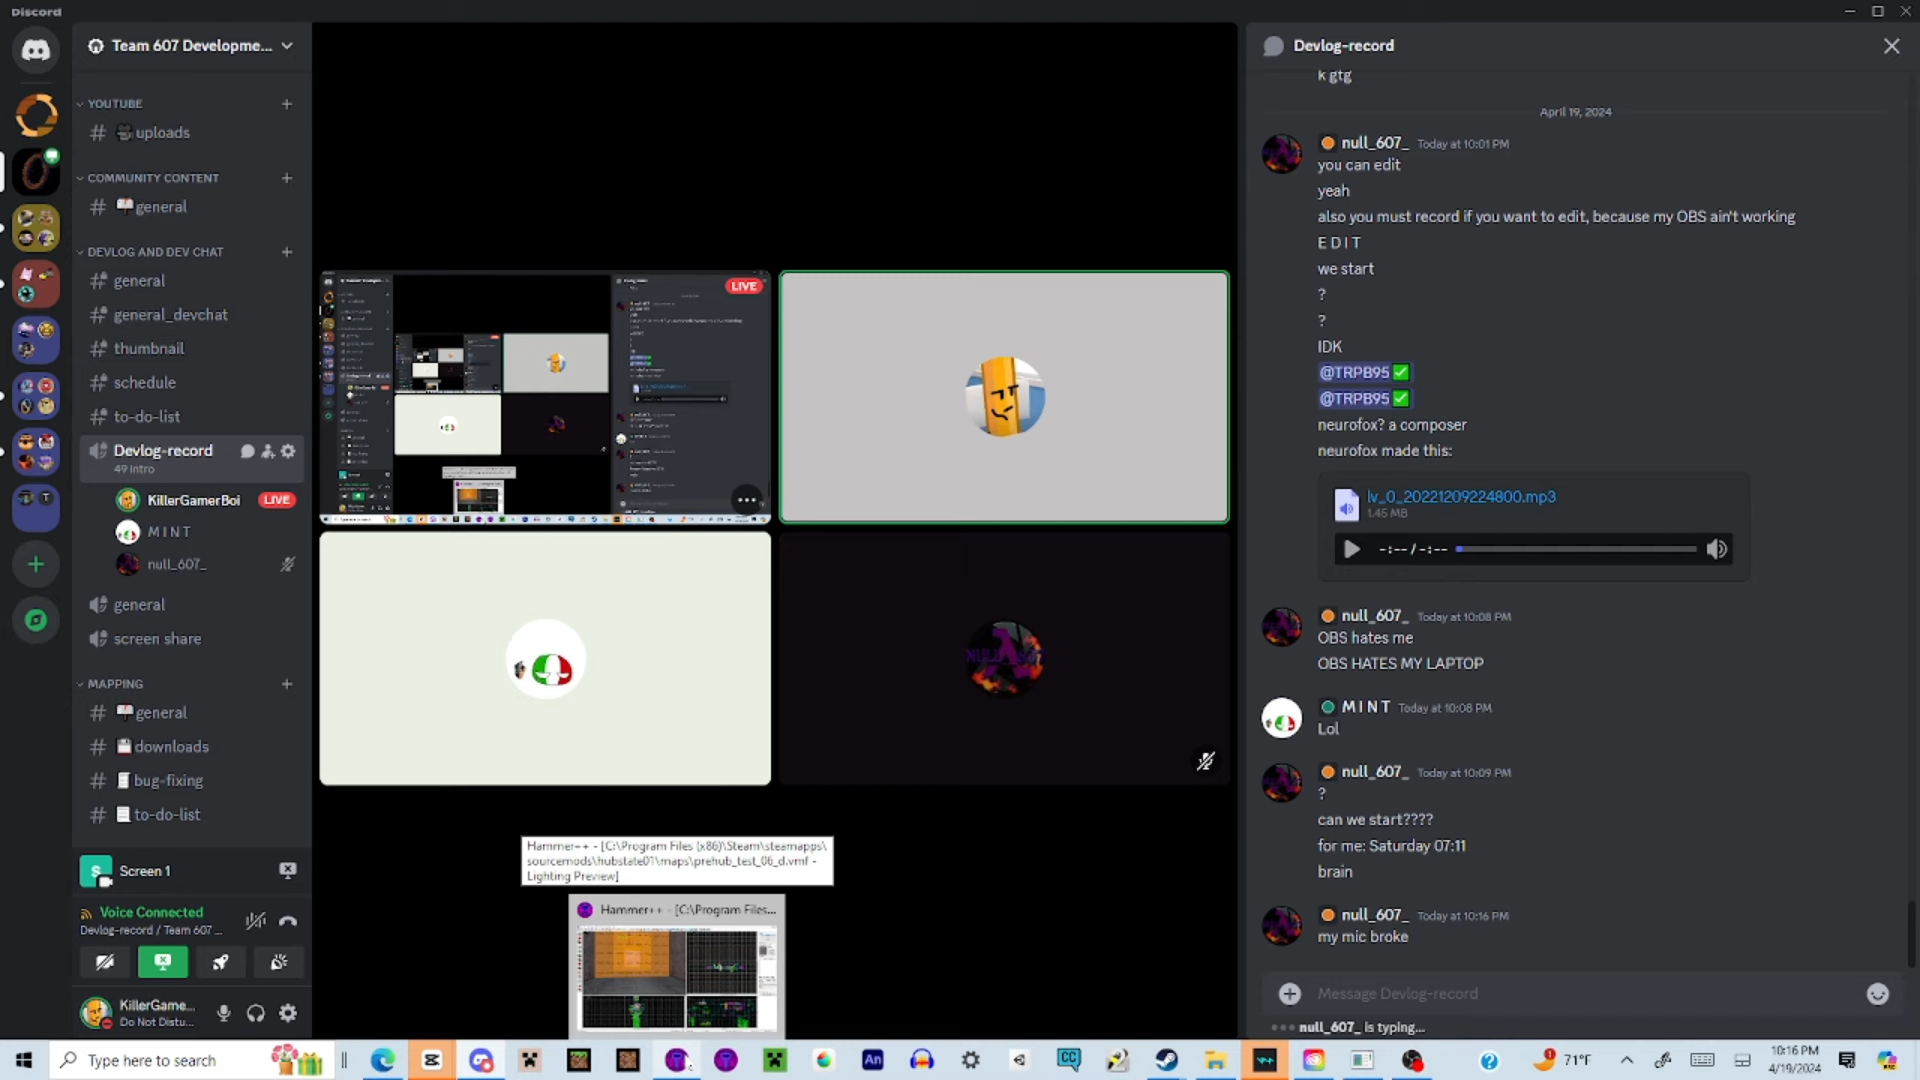 Discord
Team 607 Developme...
YOUTUBE
uploads
COMMUNITY CONTENT
general
DEVLOG AND DEV CHAT
general
general_devchat
thumbnail
schedule
to-do-list
Devlog-record
49 intro
KillerGamerBoi LIVE
M I N T
null_607_
general
screen share
MAPPING
general
downloads
bug-fixing
to-do-list
Screen 1
Voice Connected
Devlog-record / Team 607 ...
KillerGame...
Do Not Distu...
LIVE
Hammer++ - [C:\Program Files (x86)\Steam\steamapps\
sourcemods\hubstate01\maps\prehub_test_06_d.vmf -
Lighting Preview]
Hammer++ - [C:\Program Files...
Devlog-record
k gtg
April 19, 2024
null_607_ Today at 10:01 PM
you can edit
yeah
also you must record if you want to edit, because my OBS ain't working
E D I T
we start
?
?
IDK
@TRPB95 ✅
@TRPB95 ✅
neurofox? a composer
neurofox made this:
lv_0_20221209224800.mp3
1.45 MB
-:-- / -:--
null_607_ Today at 10:08 PM
OBS hates me
OBS HATES MY LAPTOP
M I N T Today at 10:08 PM
Lol
null_607_ Today at 10:09 PM
?
can we start????
for me: Saturday 07:11
brain
null_607_ Today at 10:16 PM
my mic broke
Message Devlog-record
null_607_ is typing...
Type here to search
An
CC
71°F
10:16 PM
4/19/2024